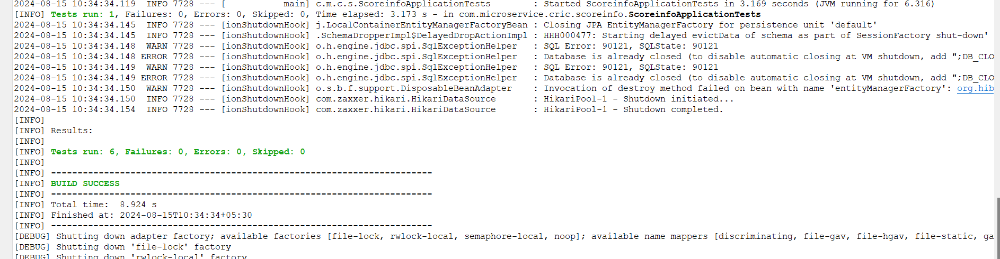 2024-08-15 10:34:34.119  INFO 7728 --- [           main] c.m.c.s.ScoreinfoApplicationTests        : Started ScoreinfoApplicationTests in 3.169 seconds (JVM running for 6.316)
[INFO] Tests run: 1, Failures: 0, Errors: 0, Skipped: 0, Time elapsed: 3.173 s - in com.microservice.cric.scoreinfo.ScoreinfoApplicationTests
2024-08-15 10:34:34.145  INFO 7728 --- [ionShutdownHook] j.LocalContainerEntityManagerFactoryBean : Closing JPA EntityManagerFactory for persistence unit 'default'
2024-08-15 10:34:34.145  INFO 7728 --- [ionShutdownHook] .SchemaDropperImpl$DelayedDropActionImpl : HHH000477: Starting delayed evictData of schema as part of SessionFactory shut-down'
2024-08-15 10:34:34.148  WARN 7728 --- [ionShutdownHook] o.h.engine.jdbc.spi.SqlExceptionHelper   : SQL Error: 90121, SQLState: 90121
2024-08-15 10:34:34.148 ERROR 7728 --- [ionShutdownHook] o.h.engine.jdbc.spi.SqlExceptionHelper   : Database is already closed (to disable automatic closing at VM shutdown, add ";DB_CLO
2024-08-15 10:34:34.149  WARN 7728 --- [ionShutdownHook] o.h.engine.jdbc.spi.SqlExceptionHelper   : SQL Error: 90121, SQLState: 90121
2024-08-15 10:34:34.149 ERROR 7728 --- [ionShutdownHook] o.h.engine.jdbc.spi.SqlExceptionHelper   : Database is already closed (to disable automatic closing at VM shutdown, add ";DB_CLO
2024-08-15 10:34:34.150  WARN 7728 --- [ionShutdownHook] o.s.b.f.support.DisposableBeanAdapter    : Invocation of destroy method failed on bean with name 'entityManagerFactory': org.hib
2024-08-15 10:34:34.150  INFO 7728 --- [ionShutdownHook] com.zaxxer.hikari.HikariDataSource       : HikariPool-1 - Shutdown initiated...
2024-08-15 10:34:34.154  INFO 7728 --- [ionShutdownHook] com.zaxxer.hikari.HikariDataSource       : HikariPool-1 - Shutdown completed.
[INFO]
[INFO] Results:
[INFO]
[INFO] Tests run: 6, Failures: 0, Errors: 0, Skipped: 0
[INFO]
[INFO] ------------------------------------------------------------------------
[INFO] BUILD SUCCESS
[INFO] ------------------------------------------------------------------------
[INFO] Total time:  8.924 s
[INFO] Finished at: 2024-08-15T10:34:34+05:30
[INFO] ------------------------------------------------------------------------
[DEBUG] Shutting down adapter factory; available factories [file-lock, rwlock-local, semaphore-local, noop]; available name mappers [discriminating, file-gav, file-hgav, file-static, ga
[DEBUG] Shutting down 'file-lock' factory
[DEBUG] Shutting down 'rwlock-local' factory